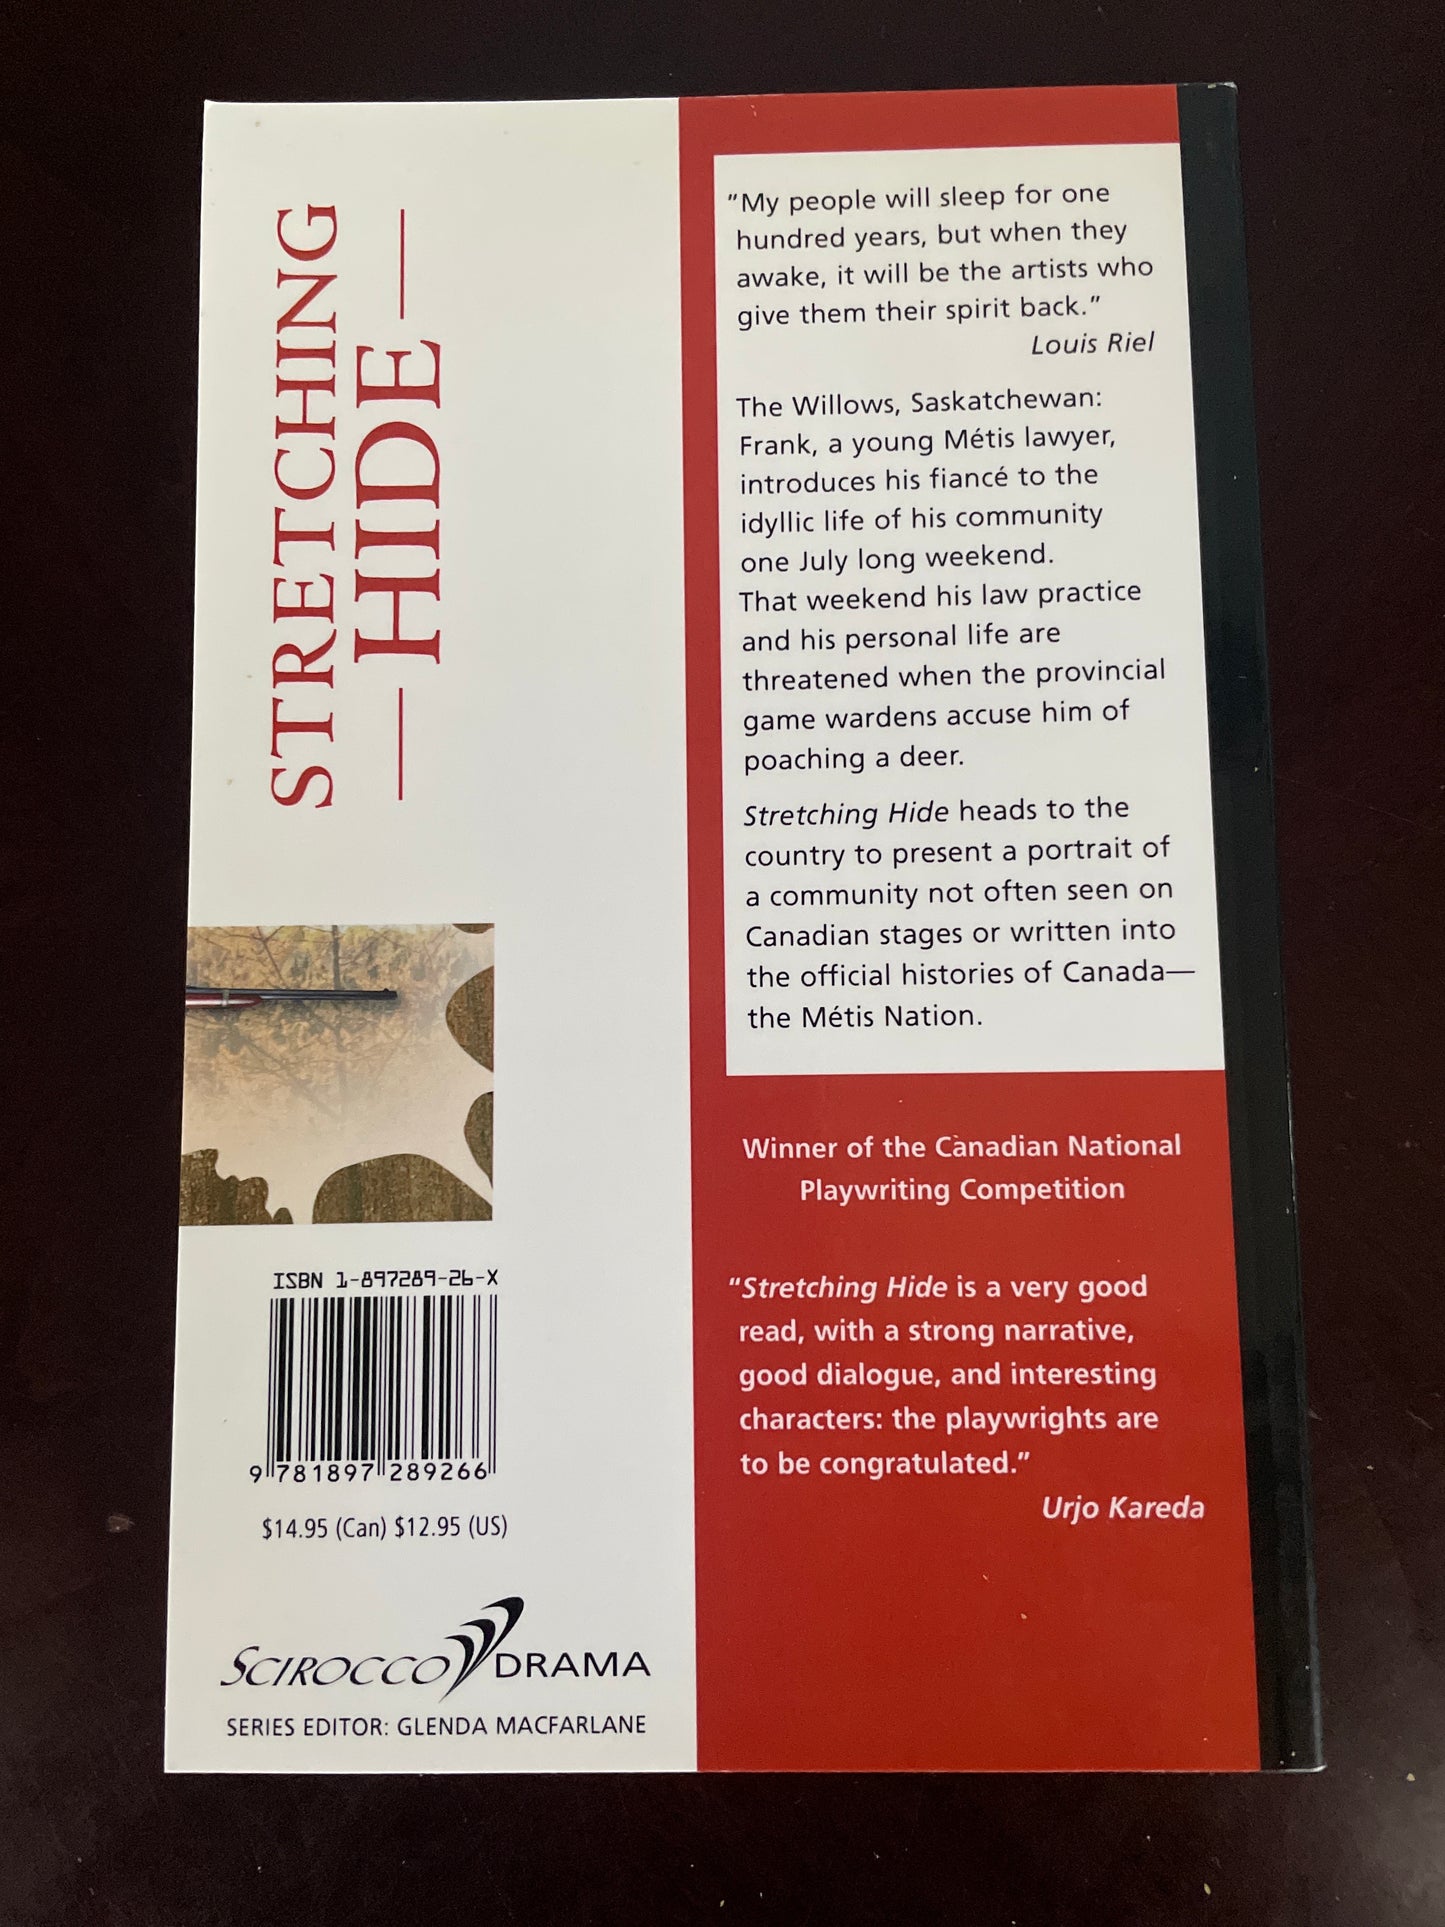 STRETCHING
HIDE
"My people will sleep for one
hundred years, but when they
awake, it will be the artists who
give them their spirit back."
Louis Riel
The Willows, Saskatchewan:
Frank, a young Métis lawyer,
introduces his fiancé to the
idyllic life of his community
one July long weekend.
That weekend his law practice
and his personal life are
threatened when the provincial
game wardens accuse him of
poaching a deer.
Stretching Hide heads to the
country to present a portrait of
a community not often seen on
Canadian stages or written into
the official histories of Canada—
the Métis Nation.
Winner of the Canadian National
Playwriting Competition
"Stretching Hide is a very good
read, with a strong narrative,
good dialogue, and interesting
characters: the playwrights are
to be congratulated."
Urjo Kareda
ISBN 1-897289-26-X
9 781897 289266
$14.95 (Can) $12.95 (US)
SCIROCCO DRAMA
SERIES EDITOR: GLENDA MACFARLANE